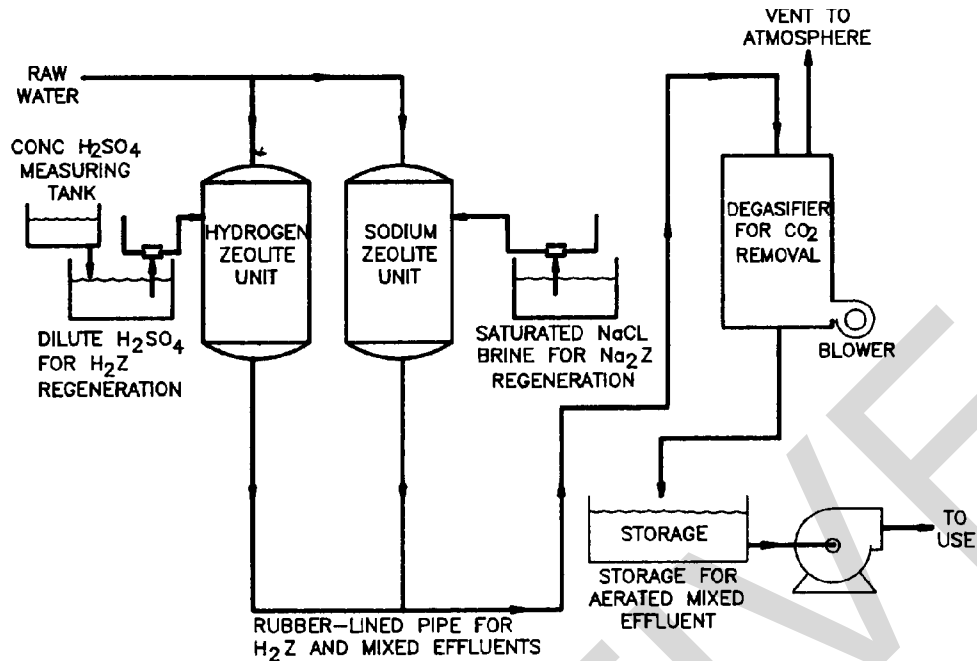 VENT TO
ATMOSPHERE
RAW
WATER
CONC H₂SO₄
MEASURING
TANK
HYDROGEN
ZEOLITE
UNIT
SODIUM
ZEOLITE
UNIT
DEGASIFIER
FOR CO₂
REMOVAL
DILUTE H₂SO₄
FOR H₂Z
REGENERATION
SATURATED NaCL
BRINE FOR Na₂Z
REGENERATION
BLOWER
STORAGE
TO
USE
STORAGE FOR
AERATED MIXED
EFFLUENT
RUBBER-LINED PIPE FOR
H₂Z AND MIXED EFFLUENTS